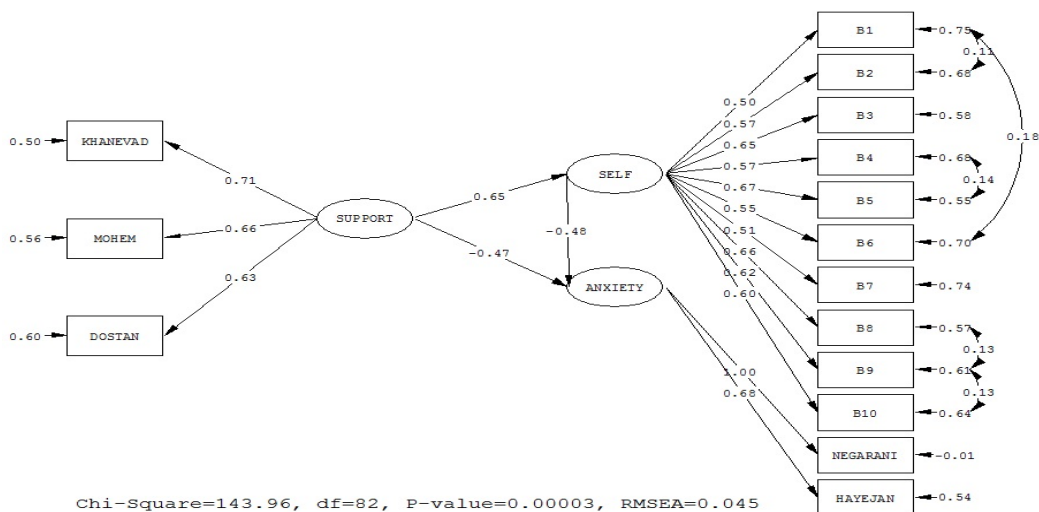 B1
0.75
0.11
B2
0.68
0.50
0.57
B3
0.58
0.65
0.50
KHANEVAD
0.18
0.57
B4
0.68
0.71
0.65
SELF
0.67
0.14
B5
0.55
0.55
SUPPORT
0.51
0.56
MOHEM
0.66
-0.48
B6
0.70
0.66
-0.47
0.62
0.63
ANXIETY
0.60
B7
0.74
B8
0.57
0.60
DOSTAN
0.13
B9
0.61
1.00
0.13
0.68
B10
0.64
NEGARANI
-0.01
HAYEJAN
0.54
Chi-Square=143.96, df=82, P-value=0.00003, RMSEA=0.045